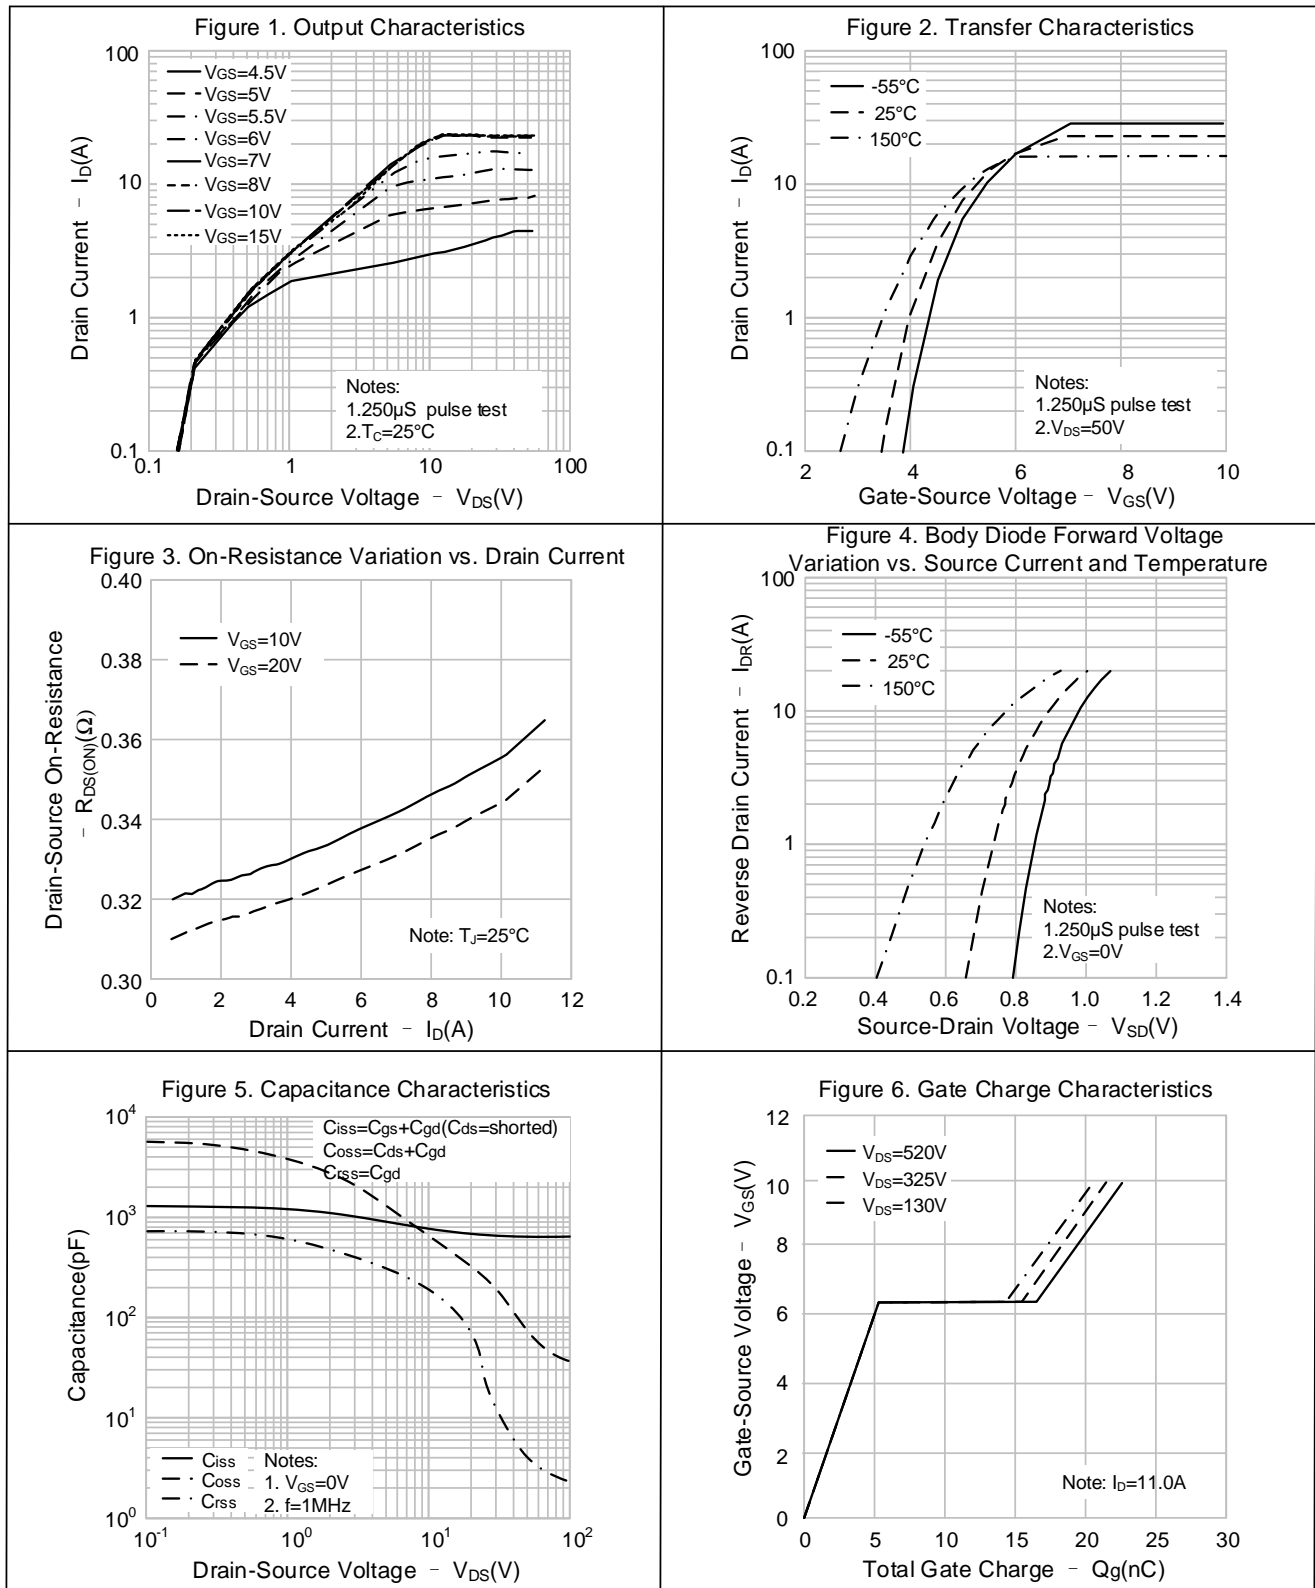 Figure 1. Output Characteristics
Drain Current － ID(A)
100
10
1
0.1
VGS=4.5V
VGS=5V
VGS=5.5V
VGS=6V
VGS=7V
VGS=8V
VGS=10V
VGS=15V
Notes:
1.250µS pulse test
2.TC=25°C
0.1
1
10
100
Drain-Source Voltage － VDS(V)
Figure 2. Transfer Characteristics
Drain Current － ID(A)
100
10
1
0.1
-55°C
25°C
150°C
Notes:
1.250µS pulse test
2.VDS=50V
2
4
6
8
10
Gate-Source Voltage － VGS(V)
Figure 3. On-Resistance Variation vs. Drain Current
Drain-Source On-Resistance
－ RDS(ON)(Ω)
0.40
0.38
0.36
0.34
0.32
0.30
VGS=10V
VGS=20V
Note: TJ=25°C
0
2
4
6
8
10
12
Drain Current － ID(A)
Figure 4. Body Diode Forward Voltage
Variation vs. Source Current and Temperature
Reverse Drain Current － IDR(A)
100
10
1
0.1
-55°C
25°C
150°C
Notes:
1.250µS pulse test
2.VGS=0V
0.2
0.4
0.6
0.8
1.0
1.2
1.4
Source-Drain Voltage － VSD(V)
Figure 5. Capacitance Characteristics
Capacitance(pF)
10⁴
10³
10²
10¹
10⁰
Ciss=Cgs+Cgd(Cds=shorted)
Coss=Cds+Cgd
Crss=Cgd
Ciss
Coss
Crss
Notes:
1. VGS=0V
2. f=1MHz
10⁻¹
10⁰
10¹
10²
Drain-Source Voltage － VDS(V)
Figure 6. Gate Charge Characteristics
Gate-Source Voltage － VGS(V)
12
10
8
6
4
2
0
VDS=520V
VDS=325V
VDS=130V
Note: ID=11.0A
0
5
10
15
20
25
30
Total Gate Charge － Qg(nC)